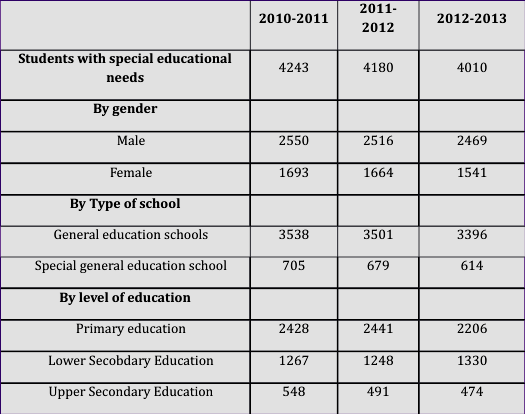 2010-2011 2011-2012 2012-2013
Students with special educational needs 4243 4180 4010
By gender
Male 2550 2516 2469
Female 1693 1664 1541
By Type of school
General education schools 3538 3501 3396
Special general education school 705 679 614
By level of education
Primary education 2428 2441 2206
Lower Secobdary Education 1267 1248 1330
Upper Secondary Education 548 491 474